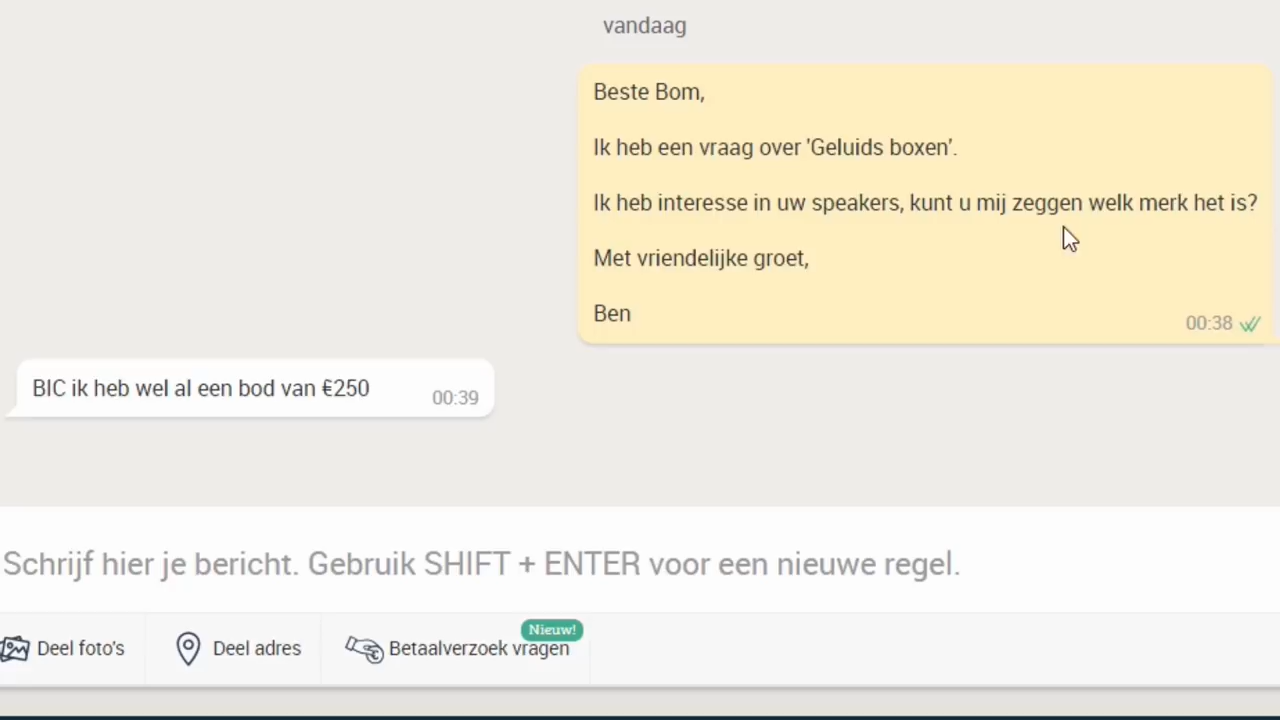 vandaag
Beste Bom,
Ik heb een vraag over 'Geluids boxen'.
Ik heb interesse in uw speakers, kunt u mij zeggen welk merk het is?
Met vriendelijke groet,
Ben
00:38
BIC ik heb wel al een bod van €250
00:39
Schrijf hier je bericht. Gebruik SHIFT + ENTER voor een nieuwe regel.
Nieuw!
Deel foto's
Deel adres
Betaalverzoek vragen